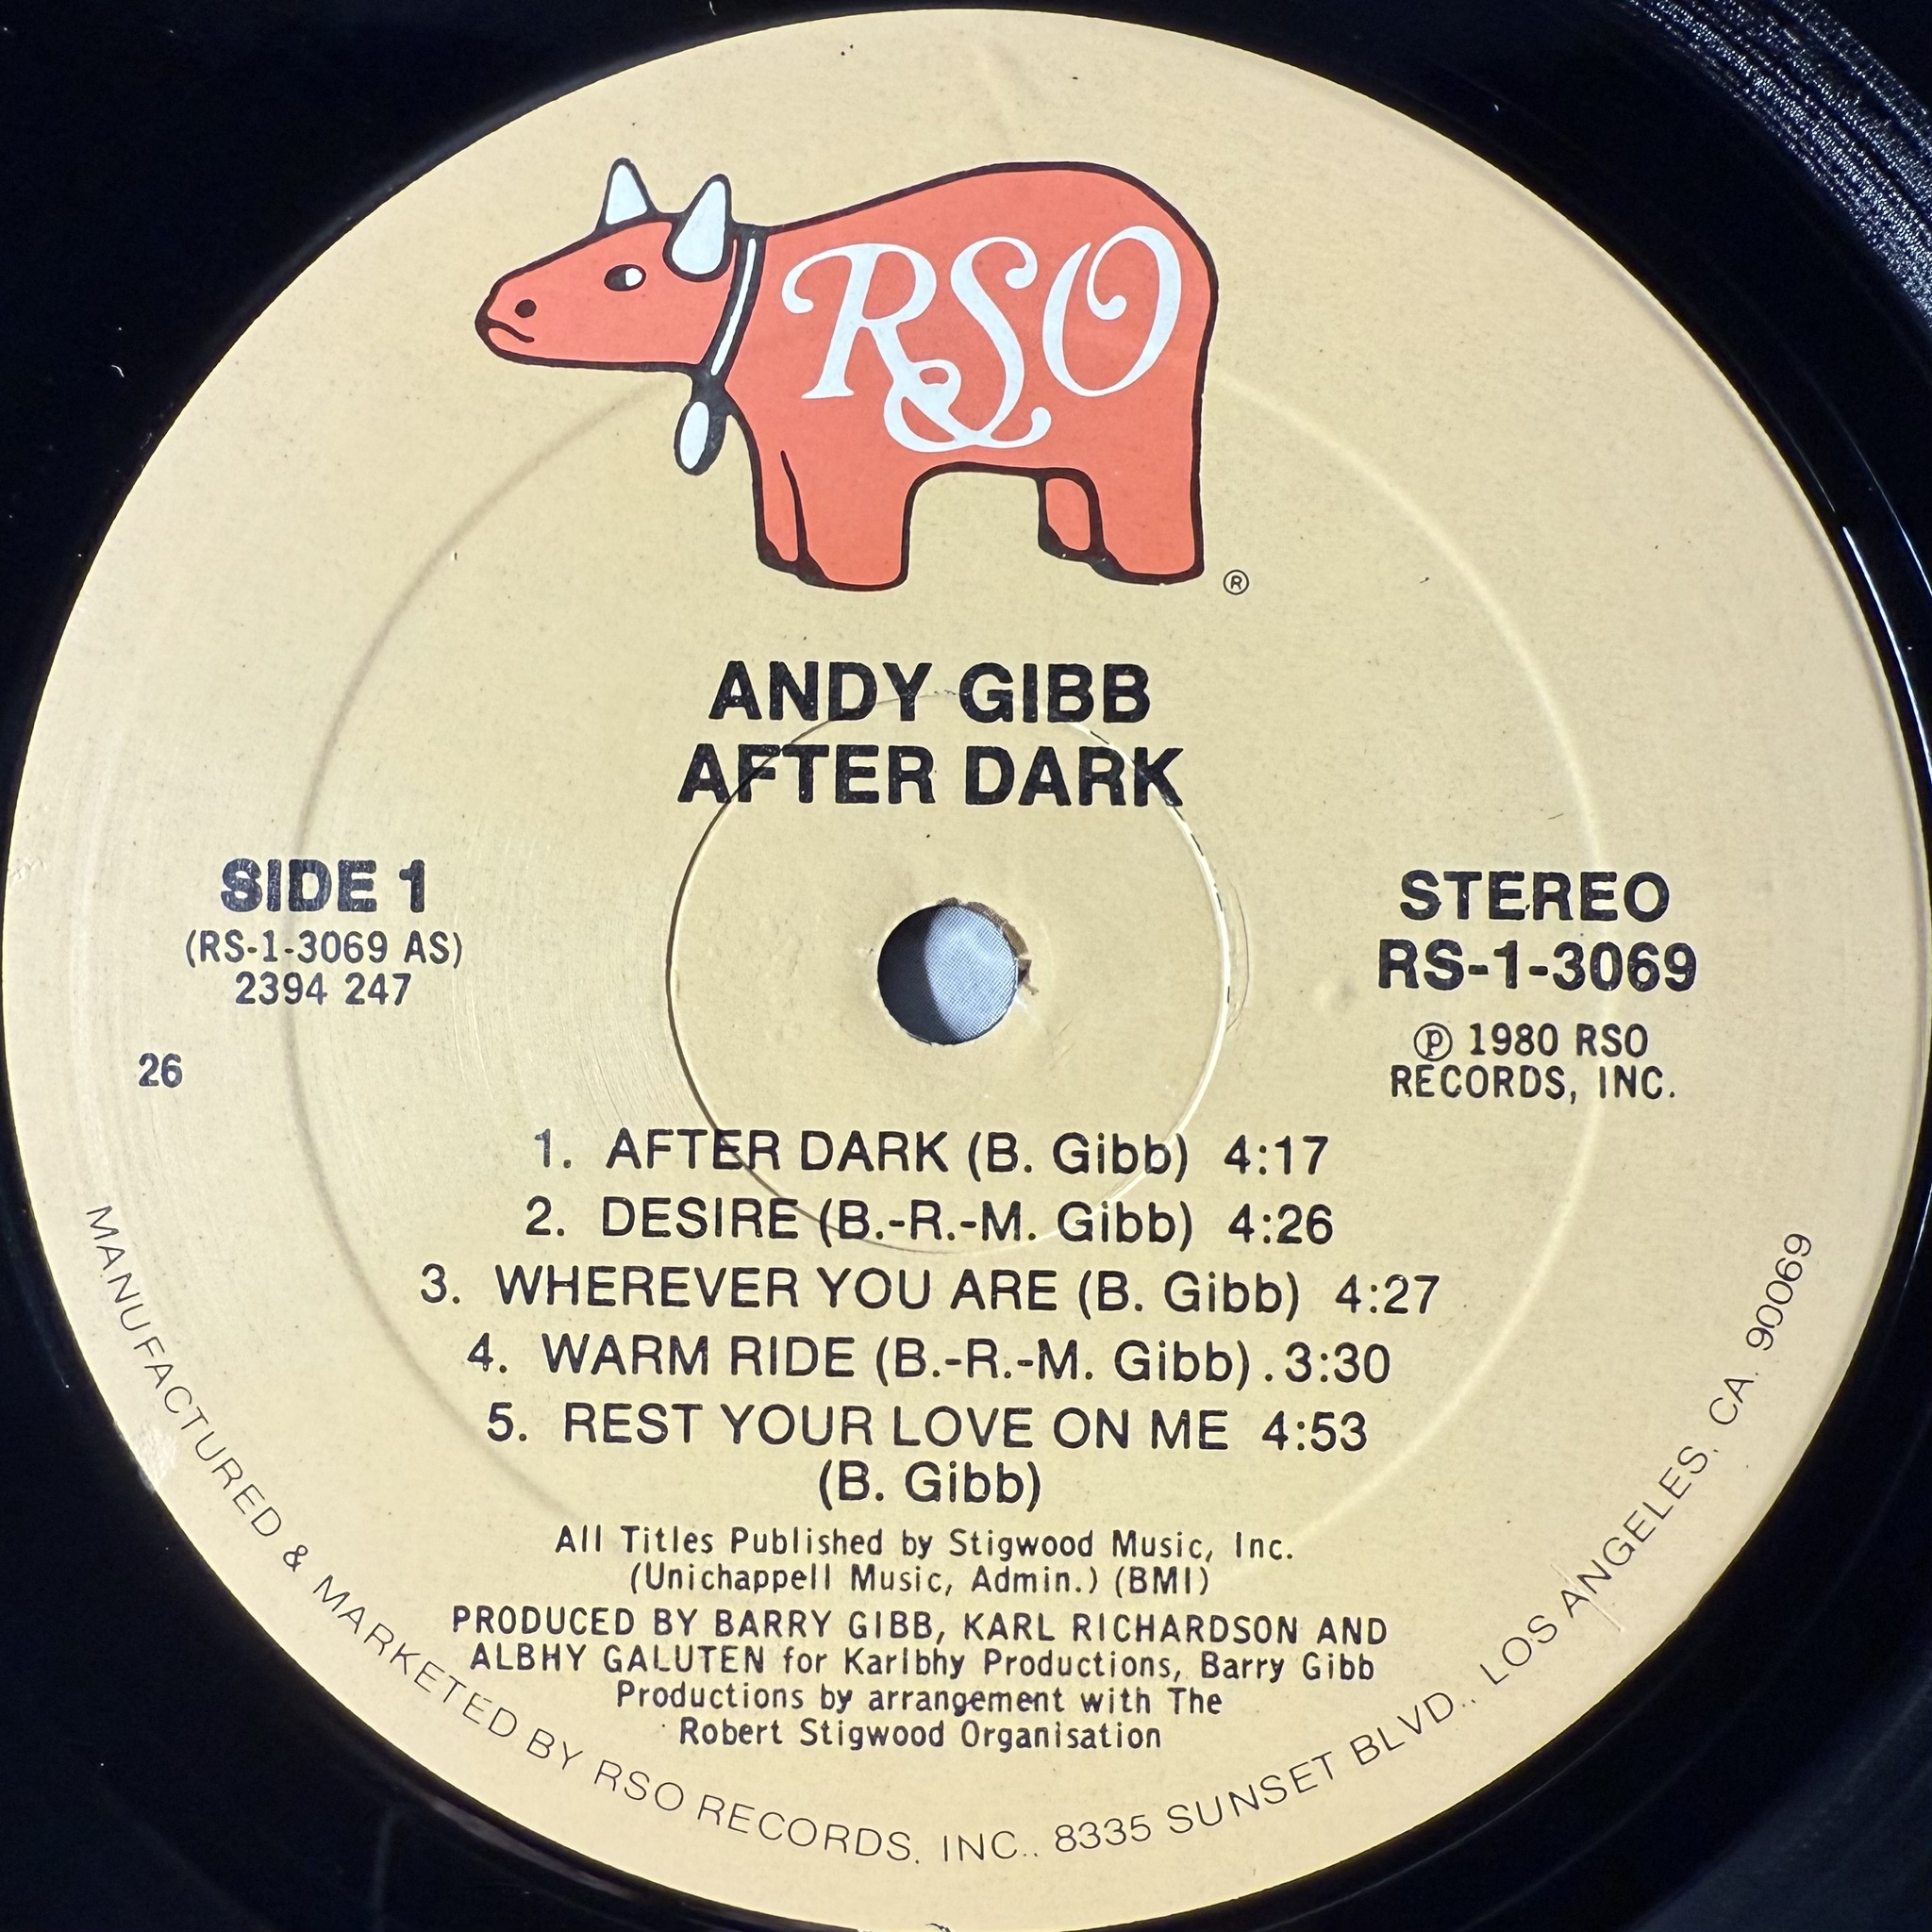 RSO
®
ANDY GIBB
AFTER DARK
SIDE 1
(RS-1-3069 AS)
2394 247
26
STEREO
RS-1-3069
℗ 1980 RSO
RECORDS, INC.
1. AFTER DARK (B. Gibb) 4:17
2. DESIRE (B.-R.-M. Gibb) 4:26
3. WHEREVER YOU ARE (B. Gibb) 4:27
4. WARM RIDE (B.-R.-M. Gibb) . 3:30
5. REST YOUR LOVE ON ME 4:53
(B. Gibb)
All Titles Published by Stigwood Music, Inc.
(Unichappell Music, Admin.) (BMI)
PRODUCED BY BARRY GIBB, KARL RICHARDSON AND
ALBHY GALUTEN for Karlbhy Productions, Barry Gibb
Productions by arrangement with The
Robert Stigwood Organisation
MANUFACTURED & MARKETED BY RSO RECORDS, INC., 8335 SUNSET BLVD., LOS ANGELES, CA. 90069